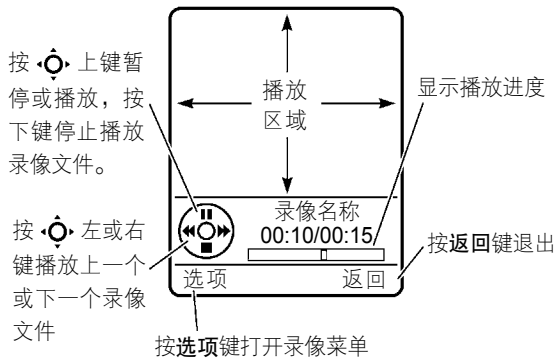 按 上键暂
停或播放，按
下键停止播放
录像文件。
按 左或右
键播放上一个
或下一个录像
文件
播放
区域
显示播放进度
录像名称
00:10/00:15
选项
返回
按返回键退出
按选项键打开录像菜单